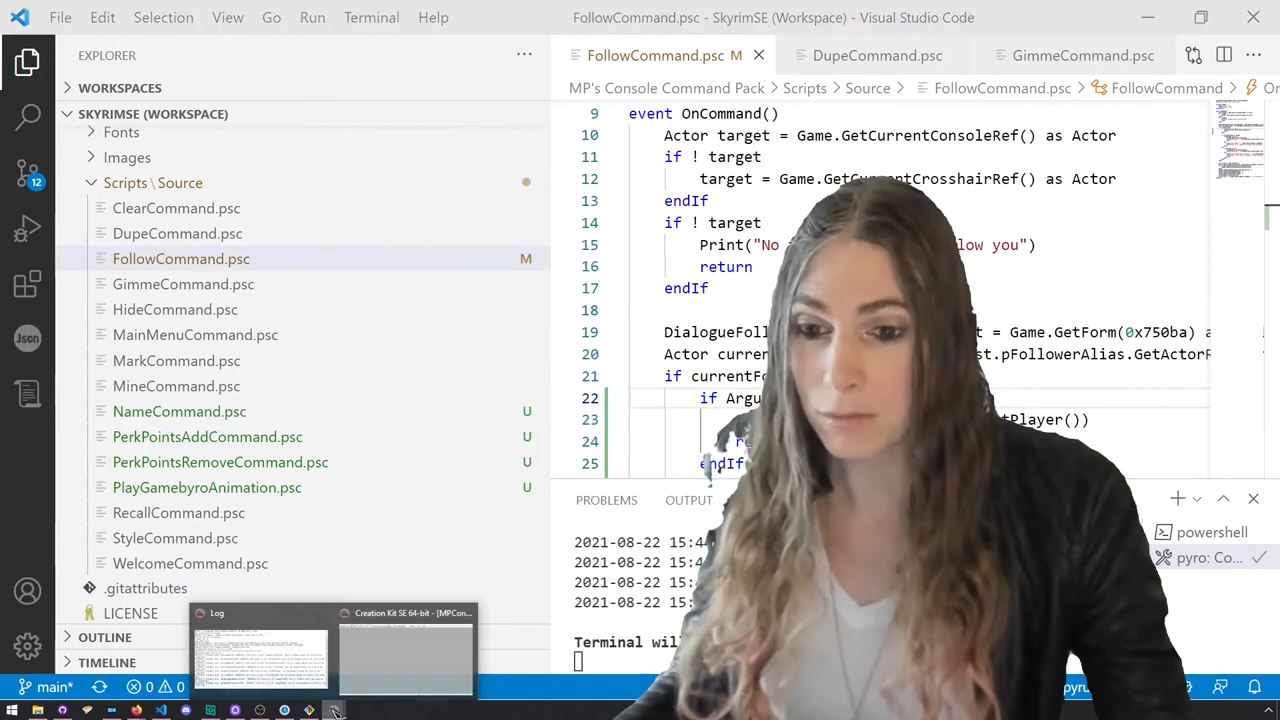 File Edit Selection View Go Run Terminal Help FollowCommand.psc - SkyrimSE (Workspace) - Visual Studio Code
EXPLORER
WORKSPACES
SKYRIMSE (WORKSPACE)
Fonts
Images
Scripts\Source
ClearCommand.psc
DupeCommand.psc
FollowCommand.psc M
GimmeCommand.psc
HideCommand.psc
MainMenuCommand.psc
MarkCommand.psc
MineCommand.psc
NameCommand.psc U
PerkPointsAddCommand.psc U
PerkPointsRemoveCommand.psc U
PlayGamebyroAnimation.psc U
RecallCommand.psc
StyleCommand.psc
WelcomeCommand.psc
.gitattributes
LICENSE
OUTLINE
TIMELINE
12
Json
FollowCommand.psc M DupeCommand.psc GimmeCommand.psc
MP's Console Command Pack > Scripts > Source > FollowCommand.psc > FollowCommand >
9 event OnCommand()
10 Actor target = Game.GetCurrentConsoleRef() as Actor
11 if ! target
12 target = Game.GetCurrentCrosshairRef() as Actor
13 endIf
14 if ! target
15 Print("No low you")
16 return
17 endIf
18
19 DialogueFoll t = Game.GetForm(0x750ba)
20 Actor curre st.pFollowerAlias.GetActorR
21 if currentFo
22 if Argu
23 tPlayer())
24 re
25 endIf
PROBLEMS OUTPUT
powershell
pyro: Co...
2021-08-22 15:44
2021-08-22 15:4
2021-08-22 15:
2021-08-22 15:
Terminal wil
Log
Creation Kit SE 64-bit - [MPCon...
main 0 0 pyro